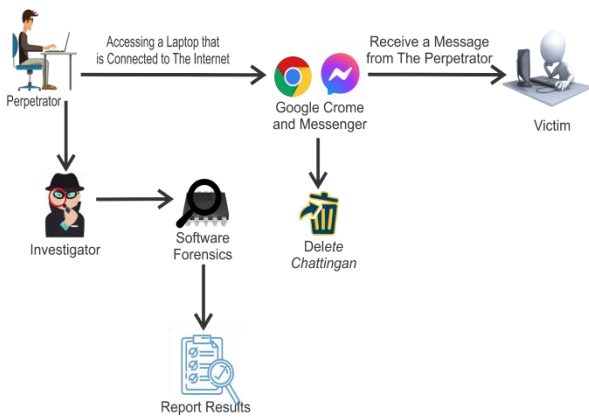 Accessing a Laptop that
is Connected to The Internet
Receive a Message
from The Perpetrator
Perpetrator
Google Crome
and Messenger
Victim
Investigator
Software
Forensics
Delete
Chattingan
Report Results